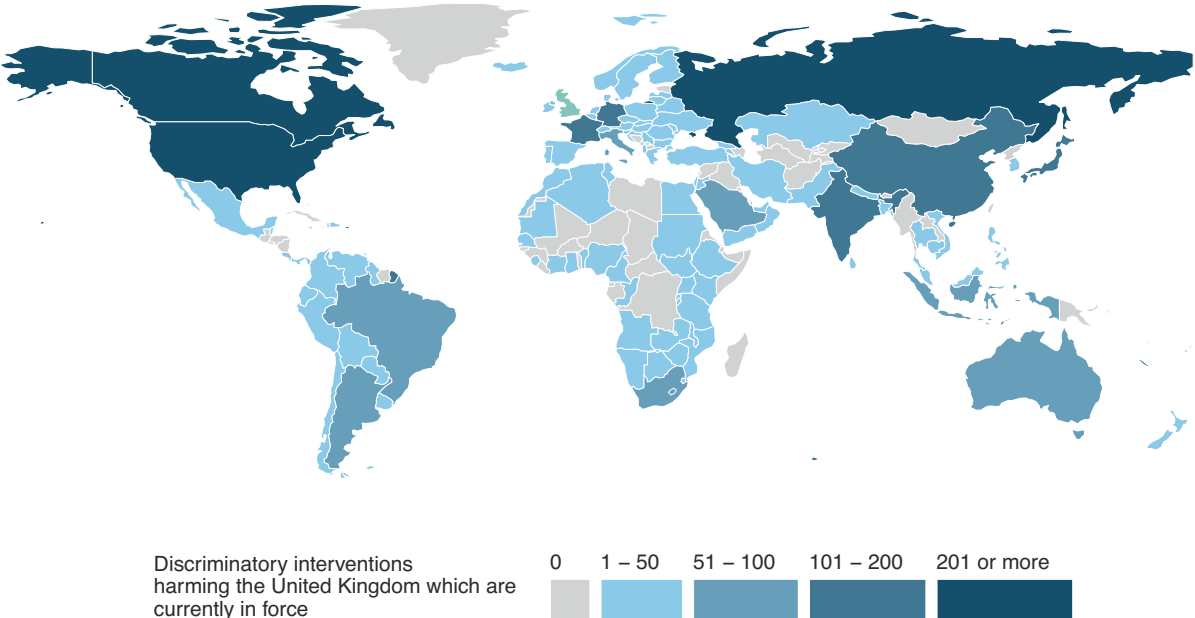 Discriminatory interventions
harming the United Kingdom which are
currently in force
0
1 – 50
51 – 100
101 – 200
201 or more